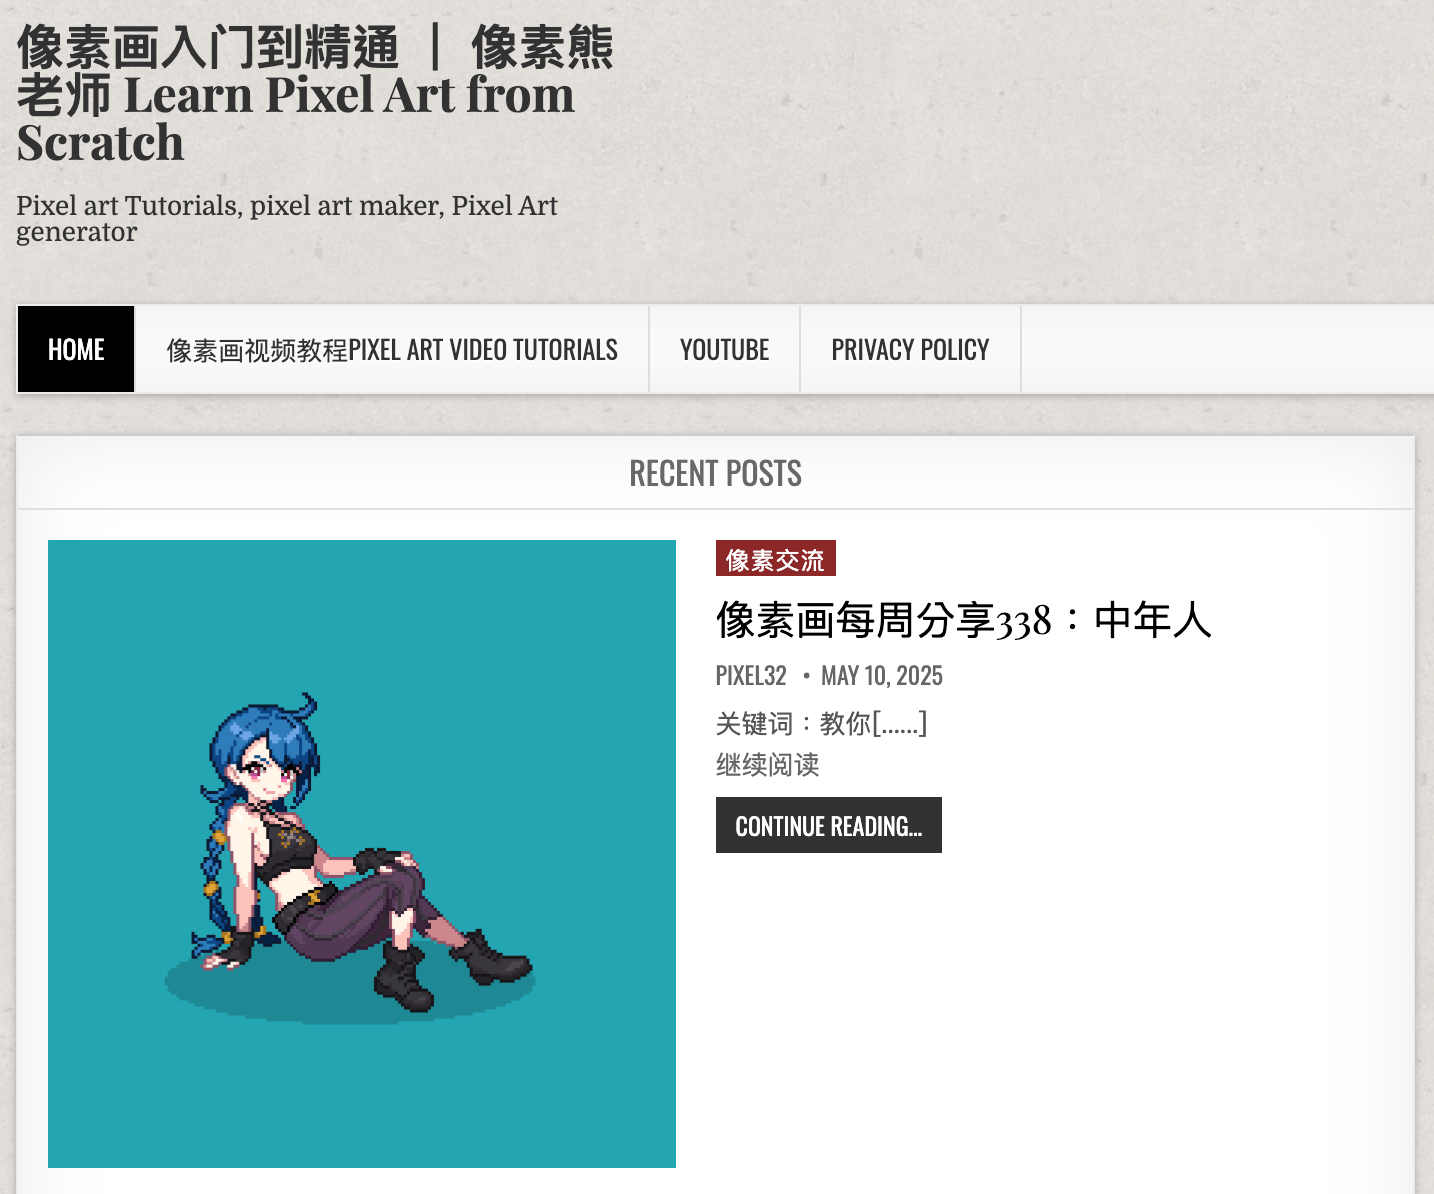 像素画入门到精通 ｜ 像素熊
老师 Learn Pixel Art from
Scratch
Pixel art Tutorials, pixel art maker, Pixel Art
generator
HOME
像素画视频教程PIXEL ART VIDEO TUTORIALS
YOUTUBE
PRIVACY POLICY
RECENT POSTS
像素交流
像素画每周分享338：中年人
PIXEL32 • MAY 10, 2025
关键词：教你[……]
继续阅读
CONTINUE READING...